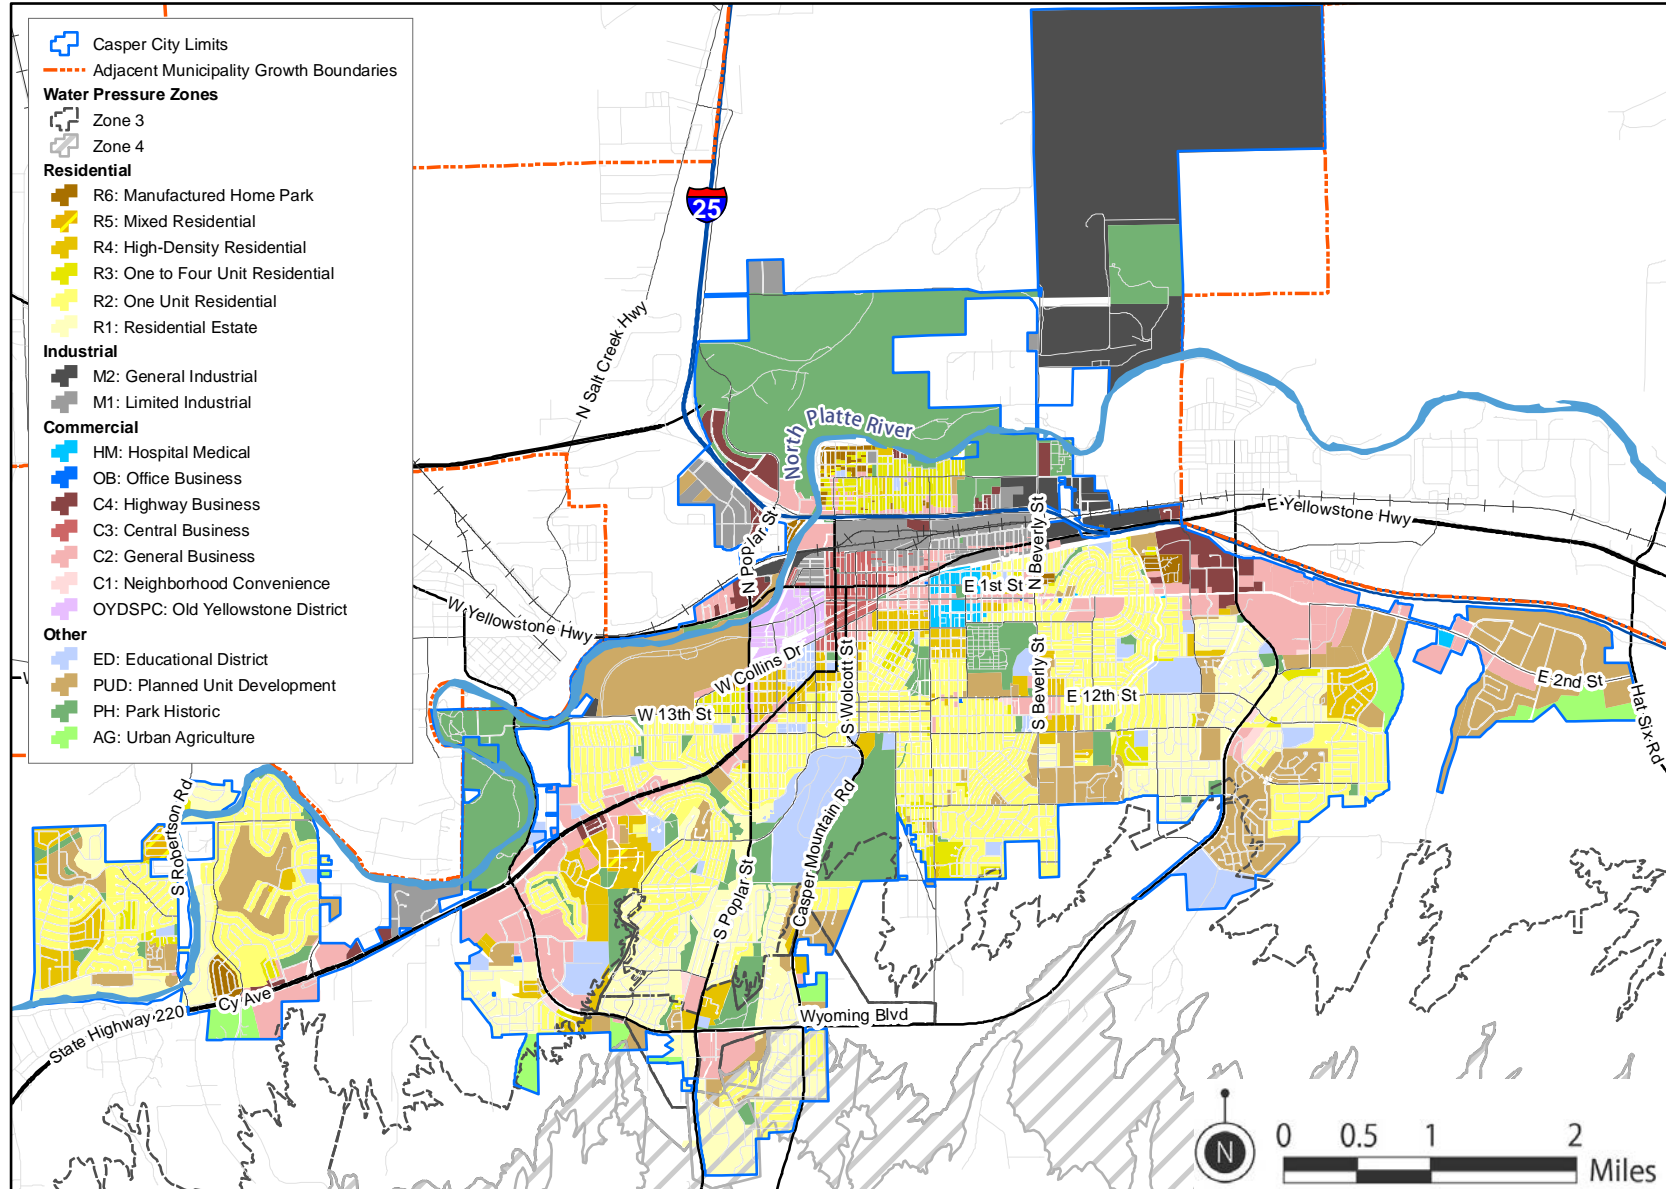 Casper City Limits
Adjacent Municipality Growth Boundaries
Water Pressure Zones
Zone 3
Zone 4
Residential
R6: Manufactured Home Park
R5: Mixed Residential
R4: High-Density Residential
R3: One to Four Unit Residential
R2: One Unit Residential
R1: Residential Estate
Industrial
M2: General Industrial
M1: Limited Industrial
Commercial
HM: Hospital Medical
OB: Office Business
C4: Highway Business
C3: Central Business
C2: General Business
C1: Neighborhood Convenience
OYDSPC: Old Yellowstone District
Other
ED: Educational District
PUD: Planned Unit Development
PH: Park Historic
AG: Urban Agriculture
25
N Salt Creek Hwy
North Platte River
N Poplar St
N Beverly St
E Yellowstone Hwy
E 1st St
W Yellowstone Hwy
W Collins Dr
S Wolcott St
S Beverly St
E 12th St
E 2nd St
Hat Six Rd
W 13th St
S Robertson Rd
Casper Mountain Rd
S Poplar St
Cy Ave
State Highway 220
Wyoming Blvd
N
0 0.5 1 2
Miles